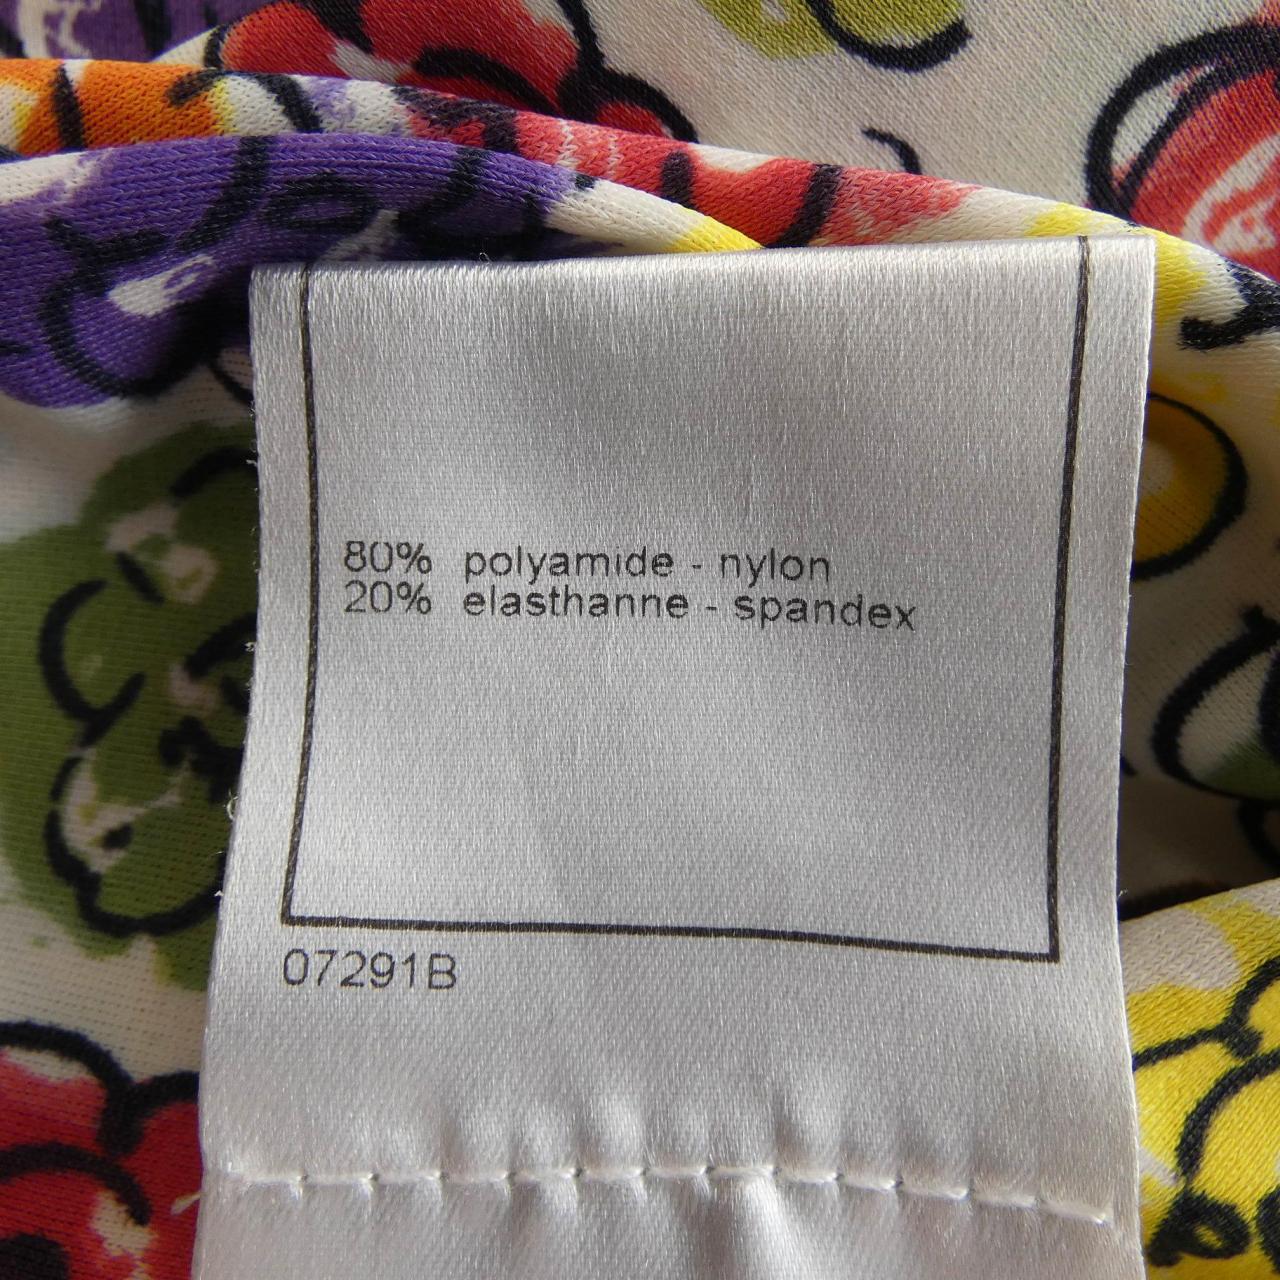 80% polyamide - nylon
20% elasthanne - spandex
07291B